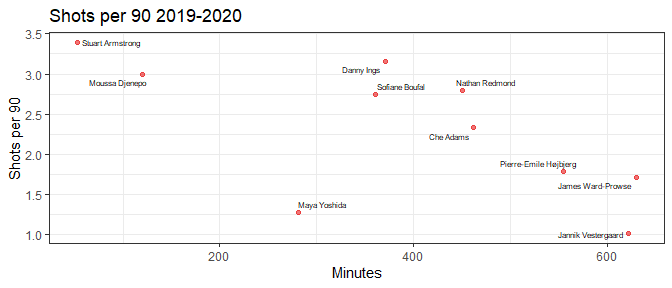 Shots per 90 2019-2020
3.5
Stuart Armstrong
Danny Ings
3.0
Moussa Djenepo
Sofiane Boufal
Nathan Redmond
2.5
Che Adams
Shots per 90
2.0
Pierre-Emile Højbjerg
James Ward-Prowse
1.5
Maya Yoshida
Jannik Vestergaard
1.0
200
400
600
Minutes